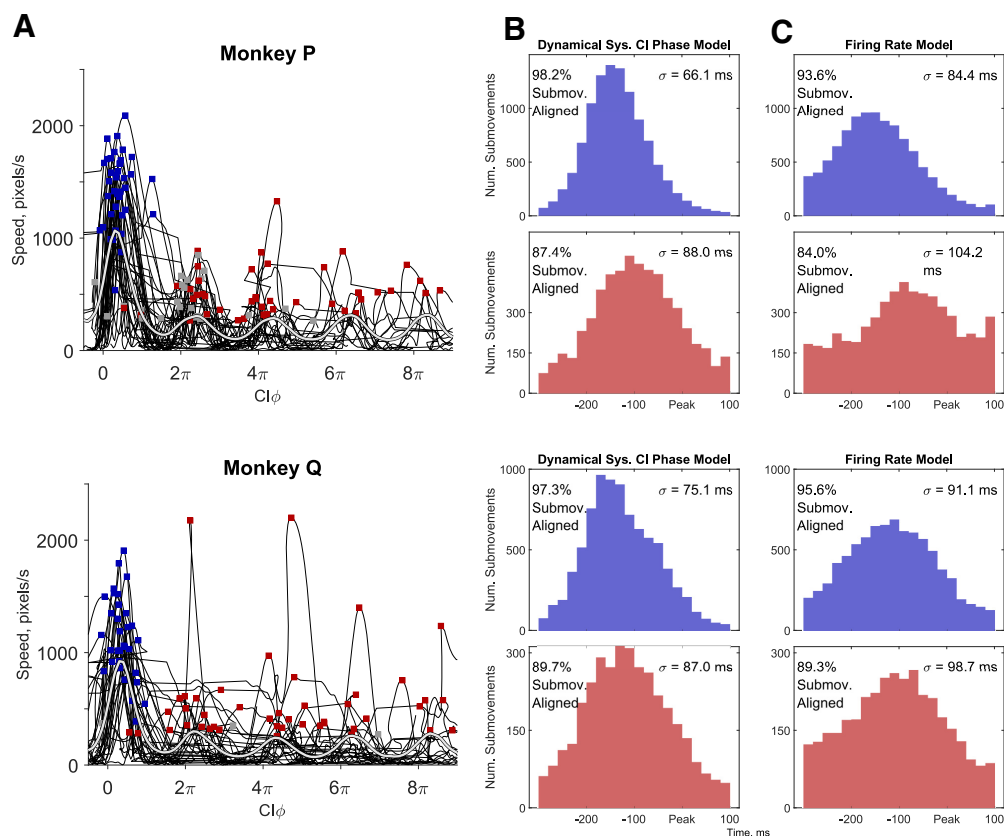 A
Monkey P
Speed, pixels/s
2000
1000
0
0
2π
4π
6π
8π
CIϕ
Monkey Q
Speed, pixels/s
2000
1000
0
0
2π
4π
6π
8π
CIϕ
B
Dynamical Sys. CI Phase Model
98.2%
Submov.
Aligned
σ = 66.1 ms
Num. Submovements
1000
500
0
87.4%
Submov.
Aligned
σ = 88.0 ms
Num. Submovements
450
300
150
0
-200
-100
Peak
100
Dynamical Sys. CI Phase Model
97.3%
Submov.
Aligned
σ = 75.1 ms
Num. Submovements
1000
500
0
89.7%
Submov.
Aligned
σ = 87.0 ms
Num. Submovements
300
150
0
-200
-100
Peak
100
C
Firing Rate Model
93.6%
Submov.
Aligned
σ = 84.4 ms
1000
500
0
84.0%
Submov.
Aligned
σ = 104.2
ms
300
150
0
-200
-100
Peak
100
Firing Rate Model
95.6%
Submov.
Aligned
σ = 91.1 ms
1000
500
0
89.3%
Submov.
Aligned
σ = 98.7 ms
300
150
0
-200
-100
Peak
100
Time, ms